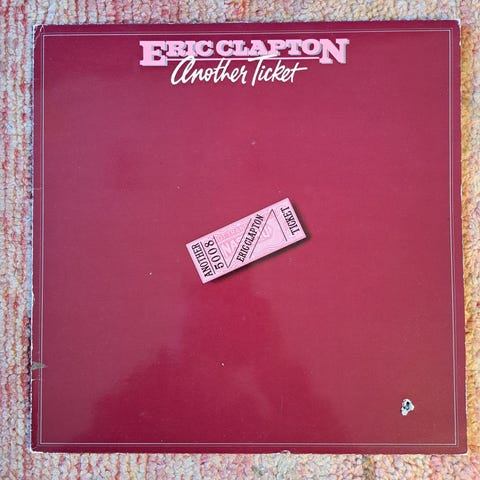 ERIC CLAPTON
Another Ticket
ANOTHER
5008
ERIC CLAPTON
TICKET